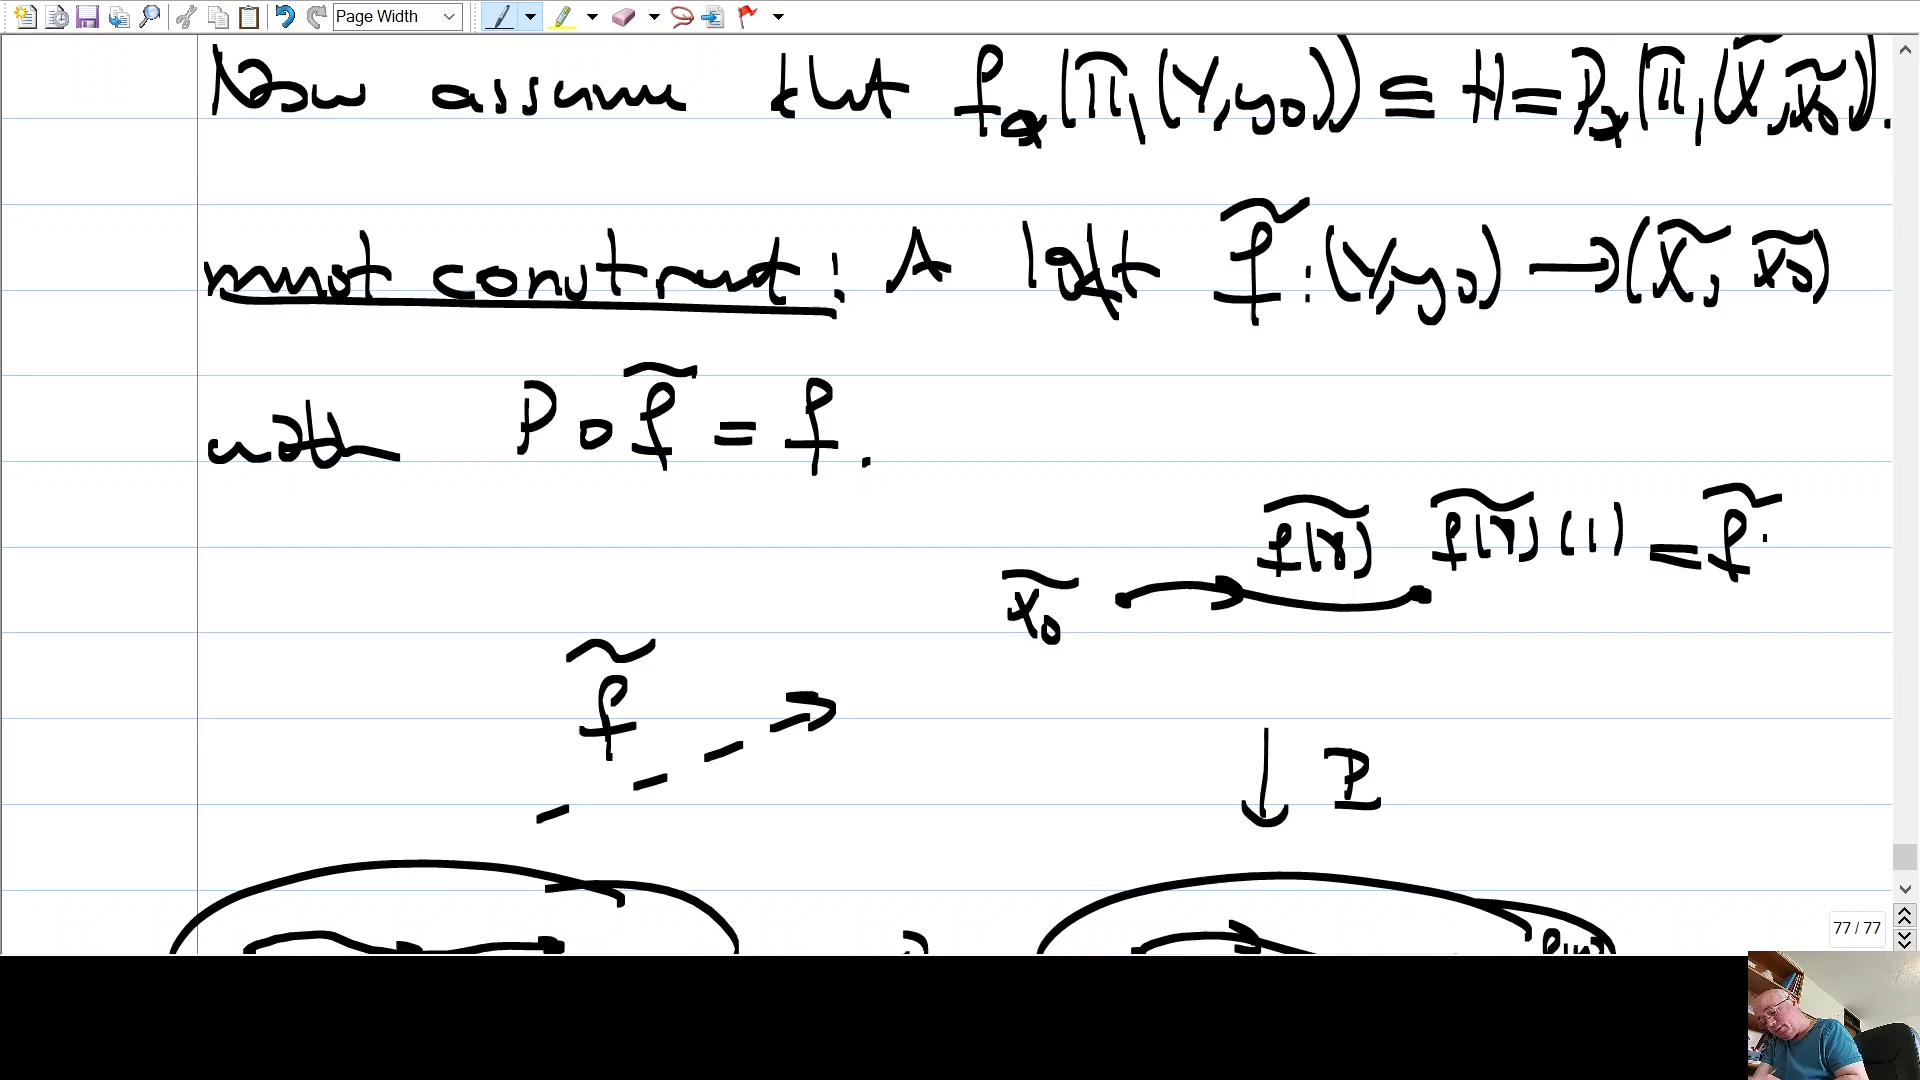 Page Width
Now assume that f_*(π_1(Y,y_0)) ⊆ H = P_*(π_1(X̃,x̃_0)).
must construct: A lift f̃:(Y,y_0) → (X̃, x̃_0)
with P∘f̃ = f.
f̃(γ) f̃(γ)(1) = f̃
x̃_0
f̃
P
77 / 77